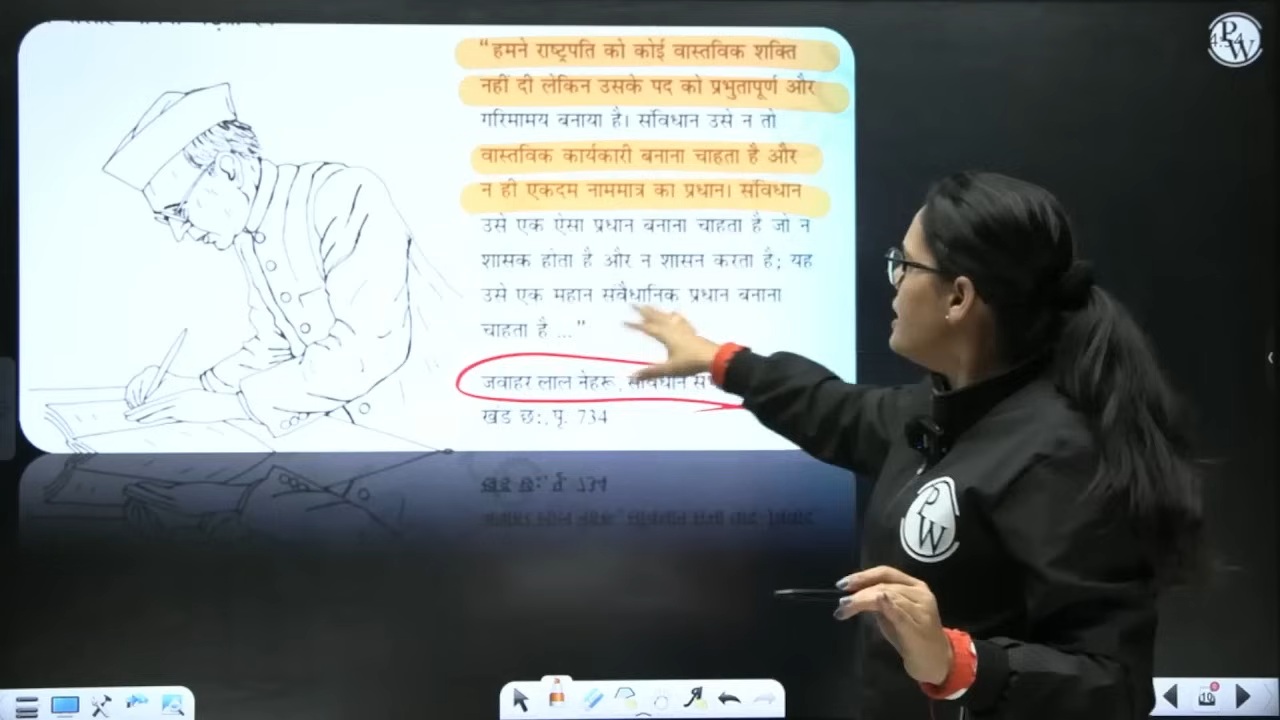 “हमने राष्ट्रपति को कोई वास्तविक शक्ति
नहीं दी लेकिन उसके पद को प्रभुतापूर्ण और
गरिमामय बनाया है। संविधान उसे न तो
वास्तविक कार्यकारी बनाना चाहता है और
न ही एकदम नाममात्र का प्रधान। संविधान
उसे एक ऐसा प्रधान बनाना चाहता है जो न
शासक होता है और न शासन करता है; यह
उसे एक महान संवैधानिक प्रधान बनाना
चाहता है ...”
जवाहर लाल नेहरू, संविधान
खंड छः, पृ. 734
PW
PW